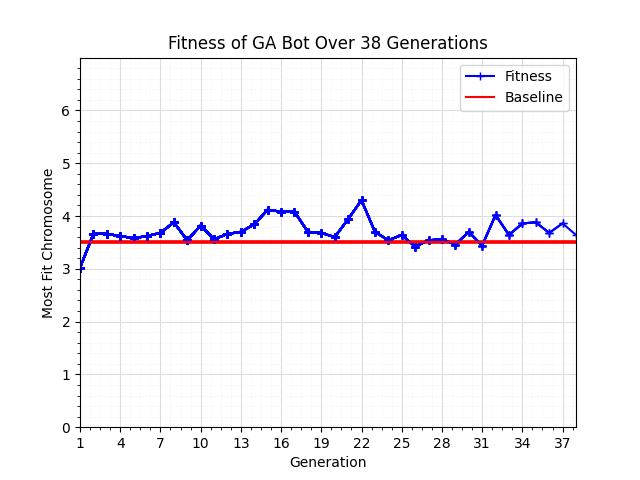 Fitness of GA Bot Over 38 Generations
Fitness
Baseline
6
5
4
3
2
1
0
Most Fit Chromosome
1 4 7 10 13 16 19 22 25 28 31 34 37
Generation